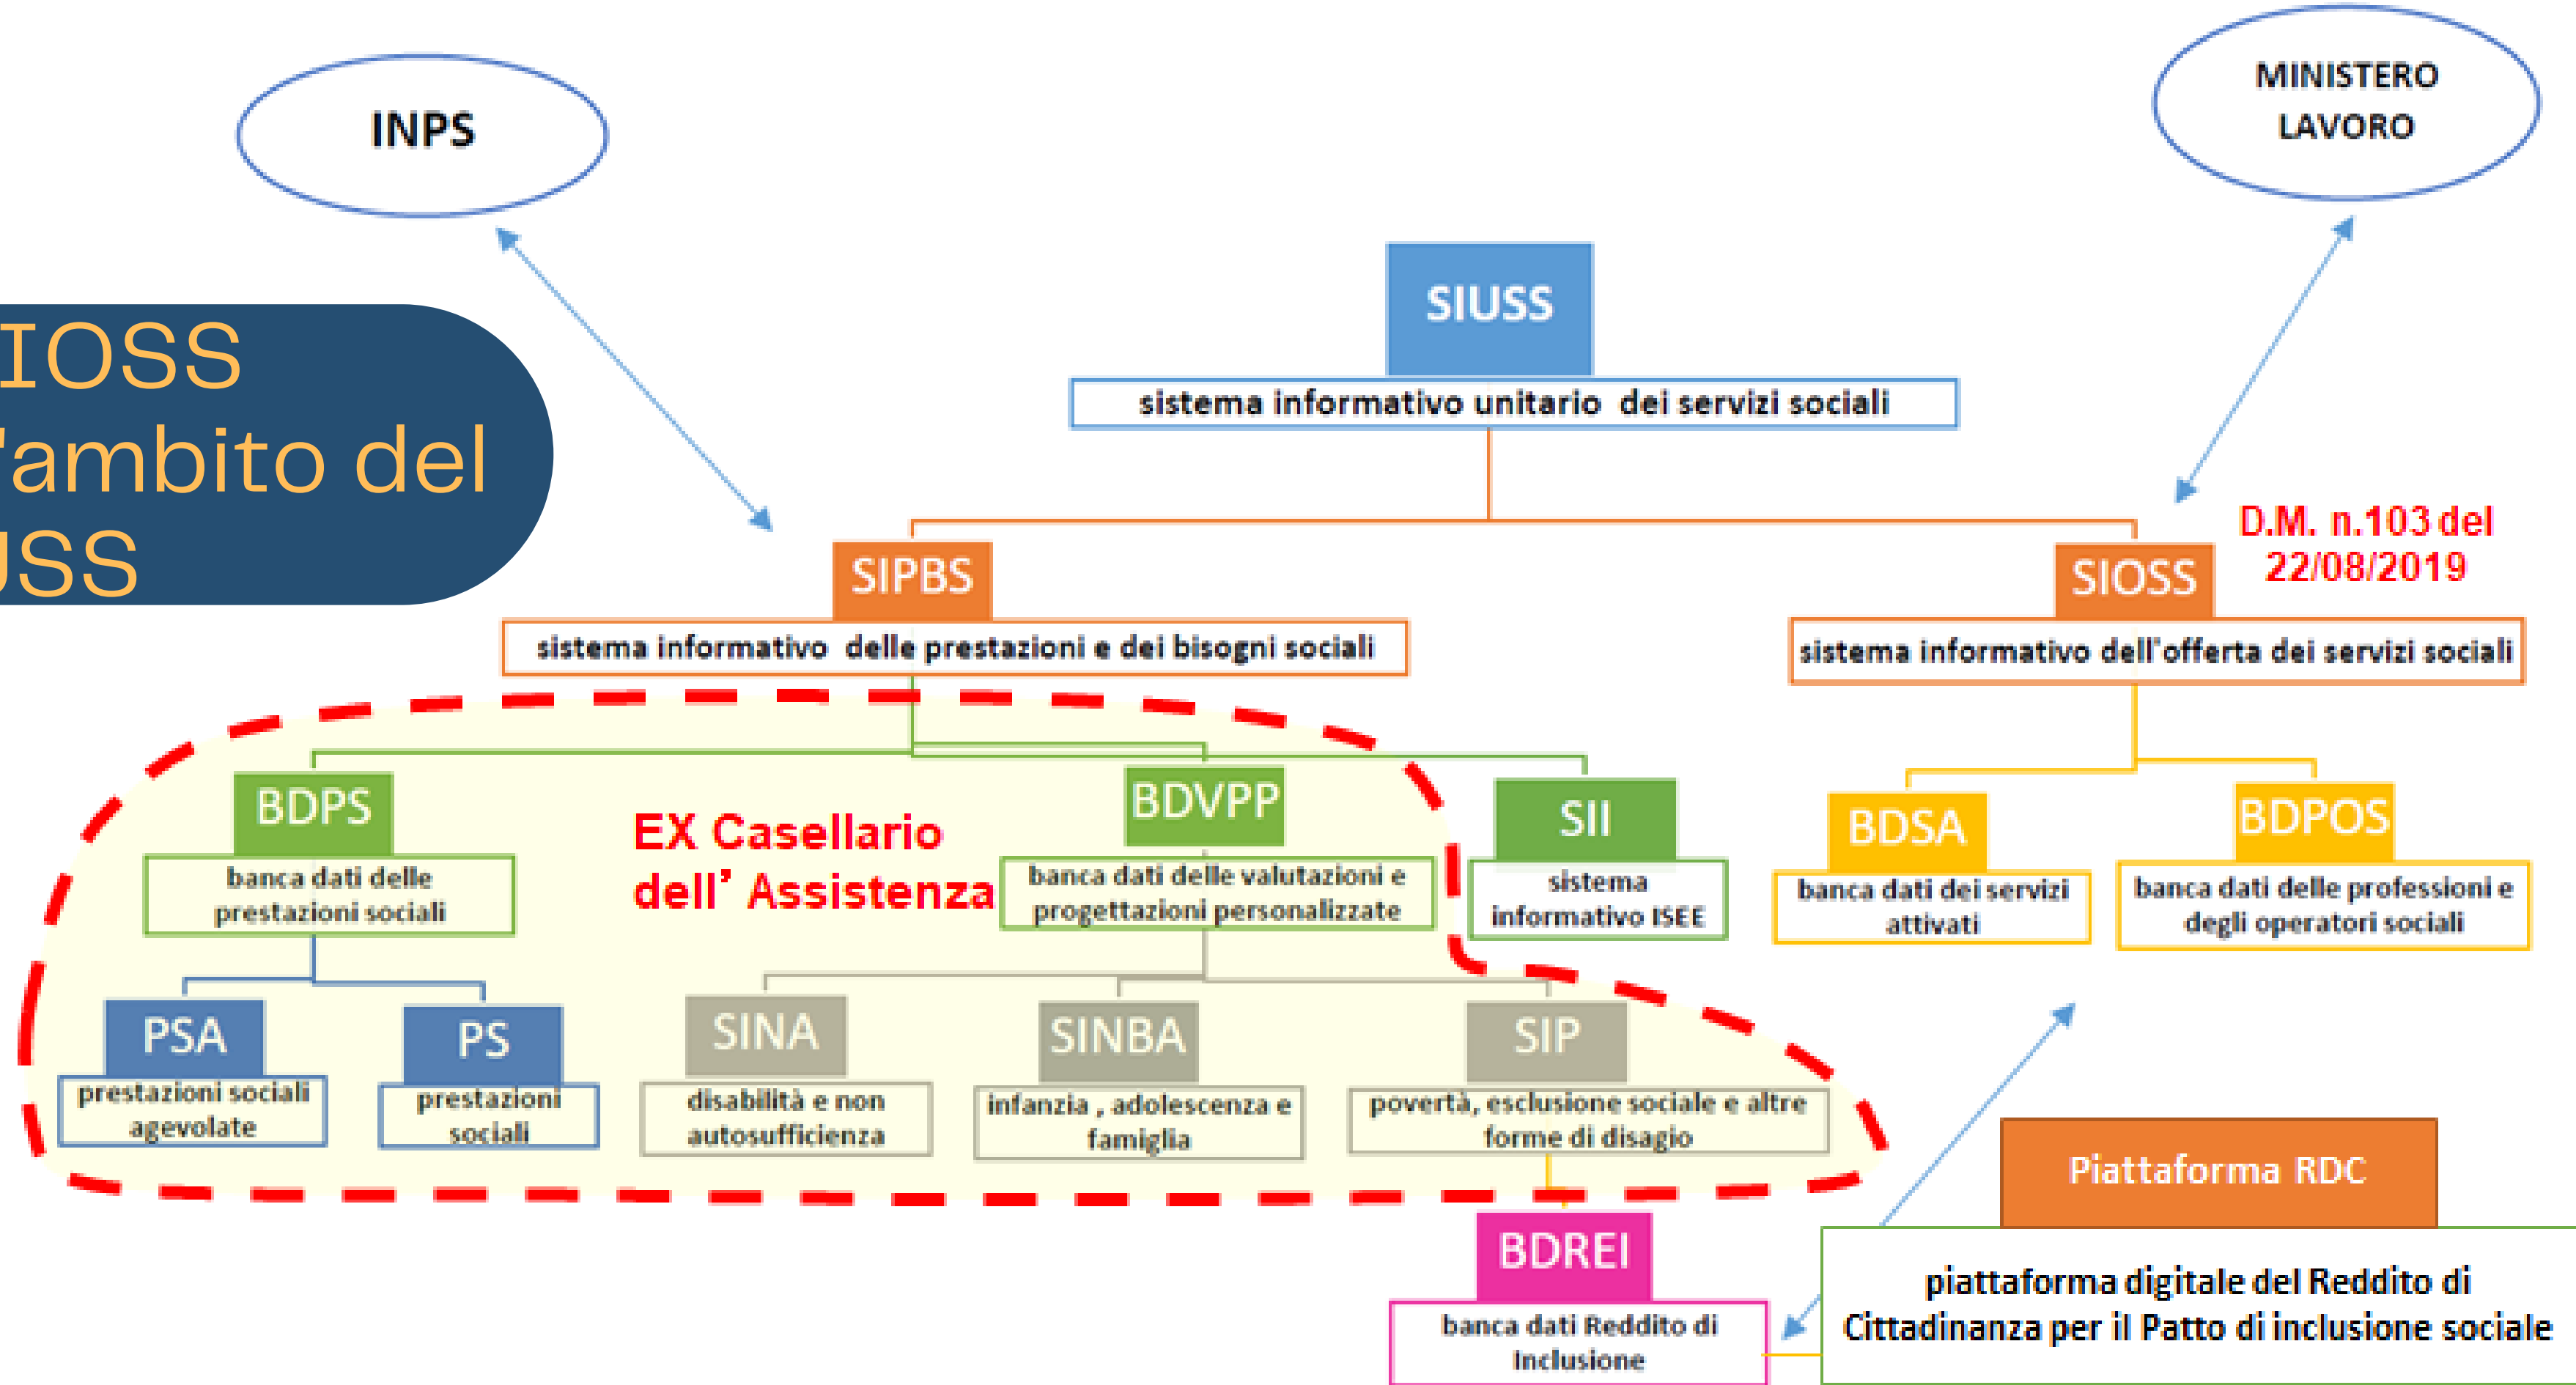 INPS
MINISTERO
LAVORO
SIUSS
sistema informativo unitario dei servizi sociali
IOSS
'ambito del
USS
SIPBS
sistema informativo delle prestazioni e dei bisogni sociali
SIOSS
D.M. n.103 del
22/08/2019
sistema informativo dell'offerta dei servizi sociali
BDPS
banca dati delle
prestazioni sociali
EX Casellario
dell' Assistenza
BDVPP
banca dati delle valutazioni e
progettazioni personalizzate
SII
sistema
informativo ISEE
BDSA
banca dati dei servizi
attivati
BDPOS
banca dati delle professioni e
degli operatori sociali
PSA
prestazioni sociali
agevolate
PS
prestazioni
sociali
SINA
disabilità e non
autosufficienza
SINBA
infanzia , adolescenza e
famiglia
SIP
povertà, esclusione sociale e altre
forme di disagio
BDREI
banca dati Reddito di
Inclusione
Piattaforma RDC
piattaforma digitale del Reddito di
Cittadinanza per il Patto di inclusione sociale